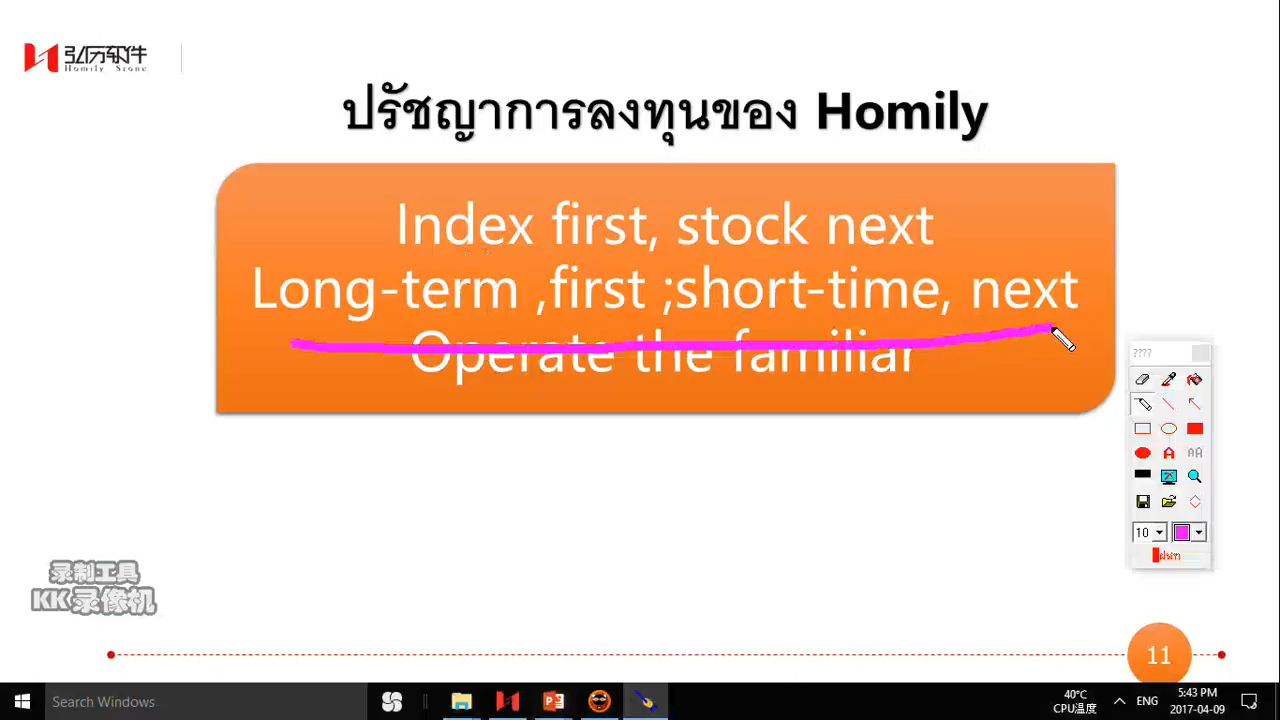 弘历软件
Homily Stone
ปรัชญาการลงทุนของ Homily
Index first, stock next
Long-term ,first ;short-time, next
Operate the familiar
????
A AA
10
录制工具
KK 录像机
11
Search Windows
40℃
CPU温度
ENG
5:43 PM
2017-04-09